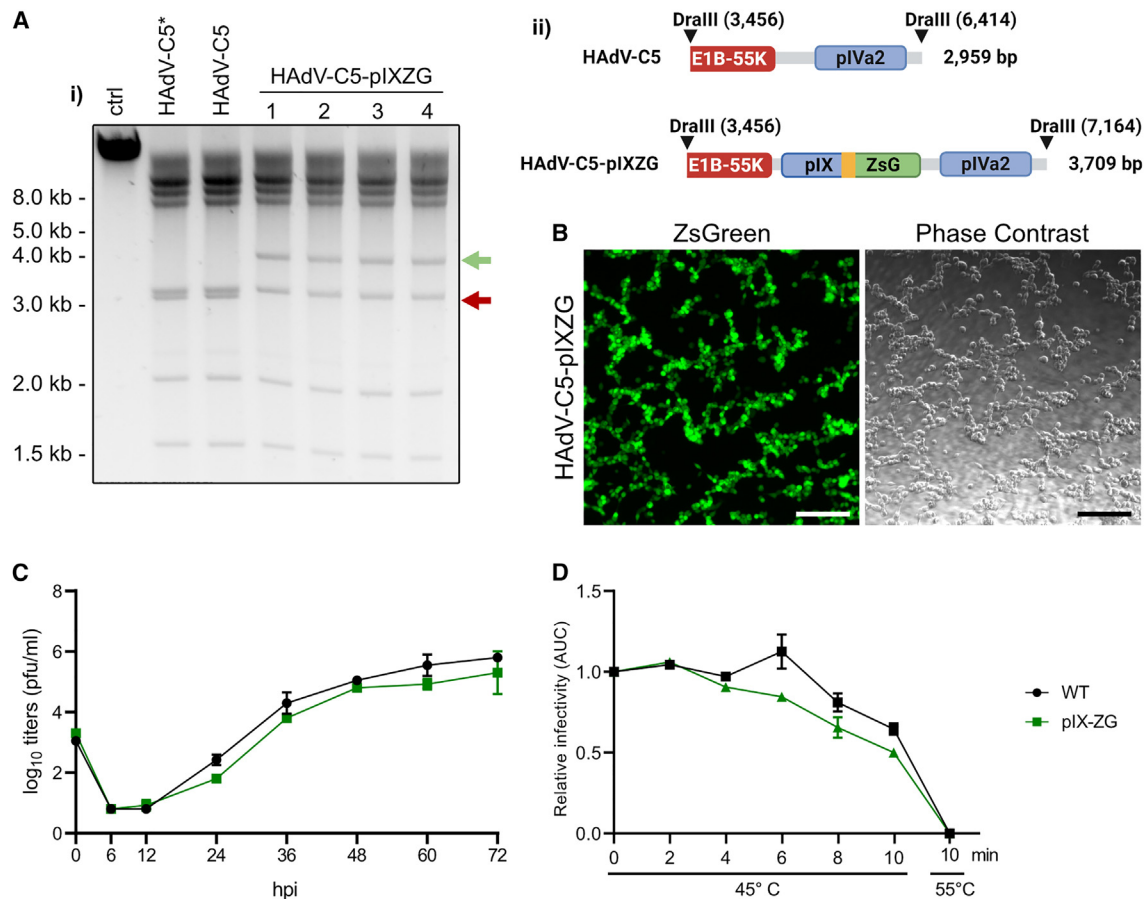 A
i)
ctrl
HAdV-C5*
HAdV-C5
HAdV-C5-pIXZG
1 2 3 4
8.0 kb -
5.0 kb -
4.0 kb -
3.0 kb -
2.0 kb -
1.5 kb -
ii)
DraIII (3,456) DraIII (6,414)
HAdV-C5 E1B-55K pIVa2 2,959 bp
DraIII (3,456) DraIII (7,164)
HAdV-C5-pIXZG E1B-55K pIX ZsG pIVa2 3,709 bp
B
ZsGreen Phase Contrast
HAdV-C5-pIXZG
C
log10 titers (pfu/ml)
8
6
4
2
0
0 6 12 24 36 48 60 72
hpi
D
Relative infectivity (AUC)
1.5
1.0
0.5
0.0
0 2 4 6 8 10 10 min
45° C 55°C
WT
pIX-ZG